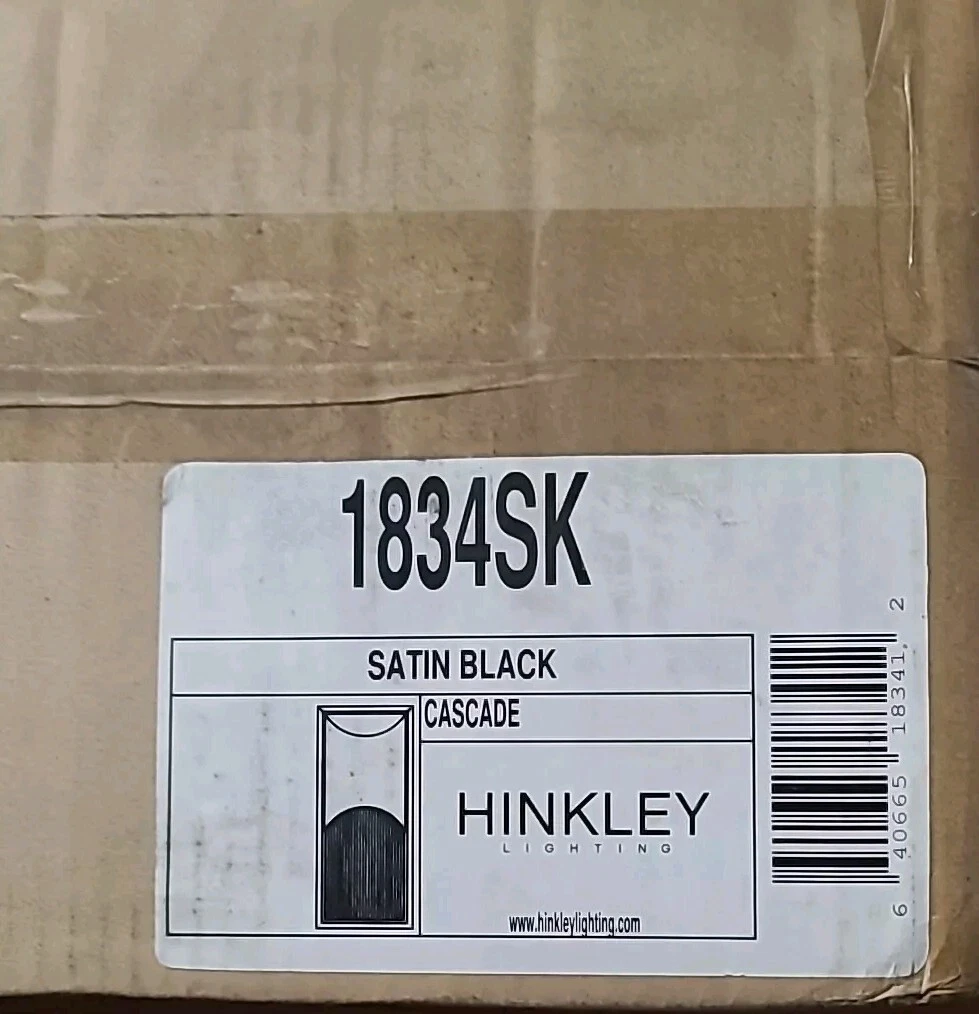 1834SK
SATIN BLACK
CASCADE
HINKLEY
LIGHTING
www.hinkleylighting.com
6 40665 18341 2